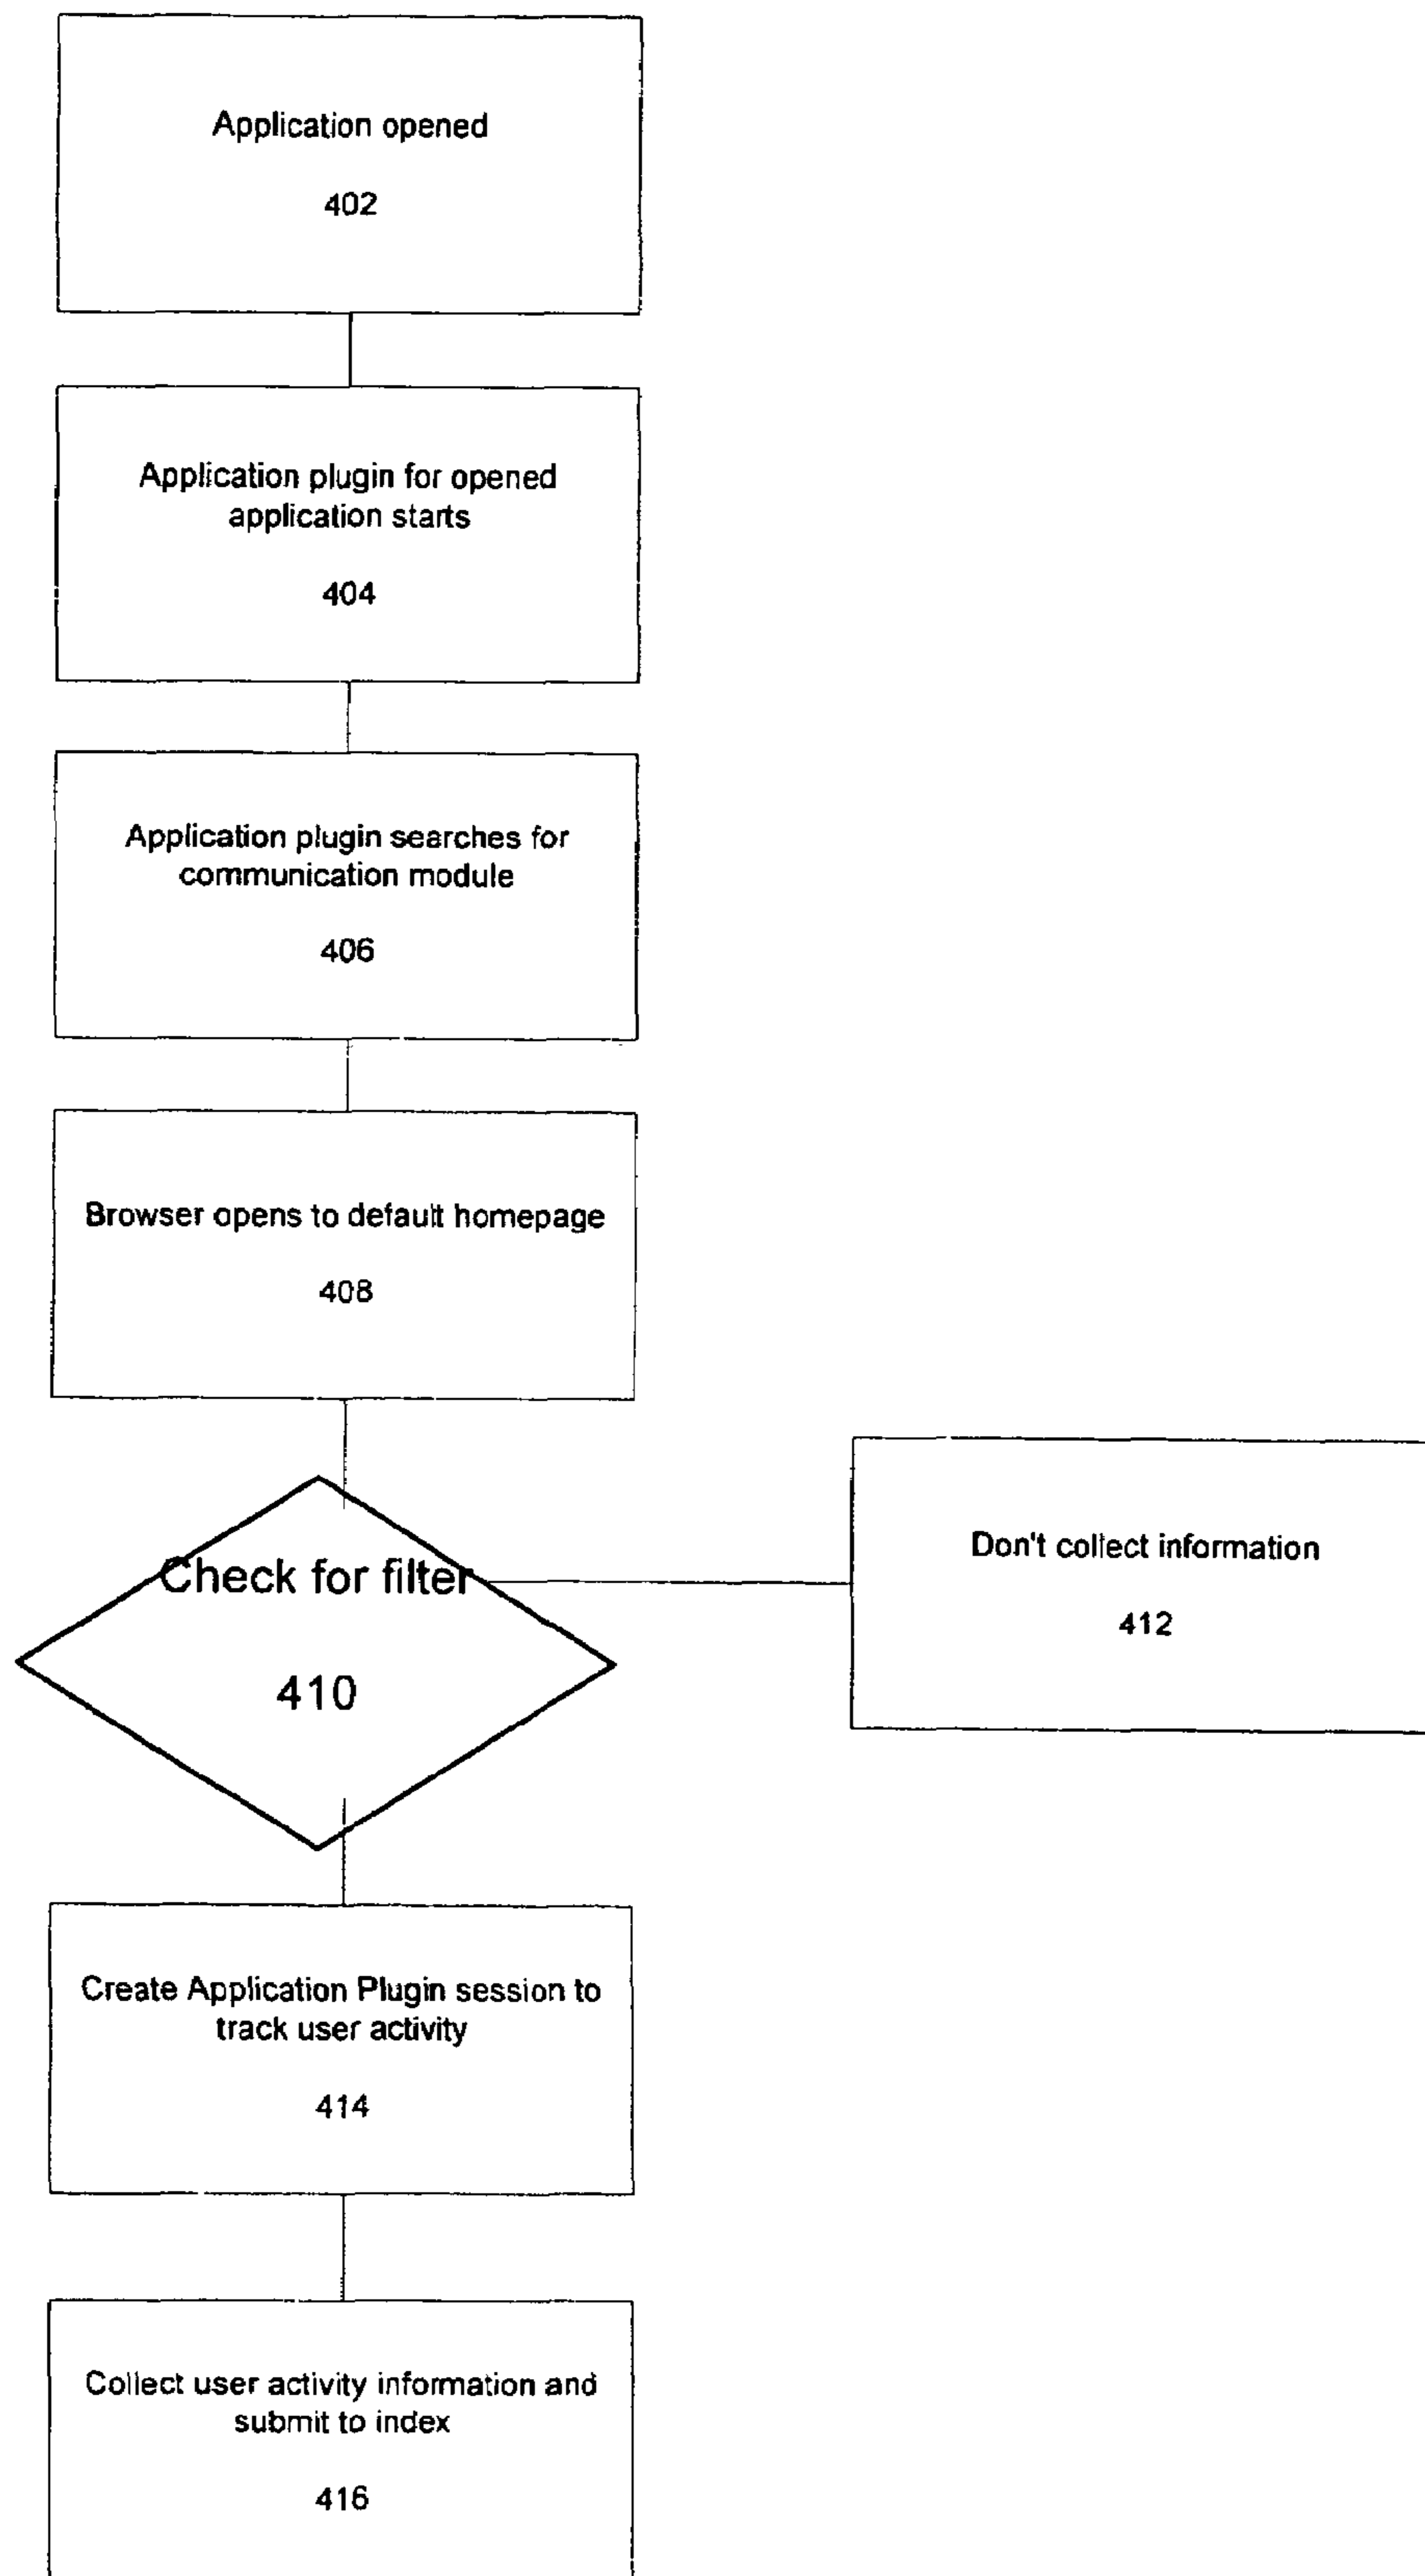 Application opened
402
Application plugin for opened
application starts
404
Application plugin searches for
communication module
406
Browser opens to default homepage
408
Check for filter
410
Don't collect information
412
Create Application Plugin session to
track user activity
414
Collect user activity information and
submit to index
416